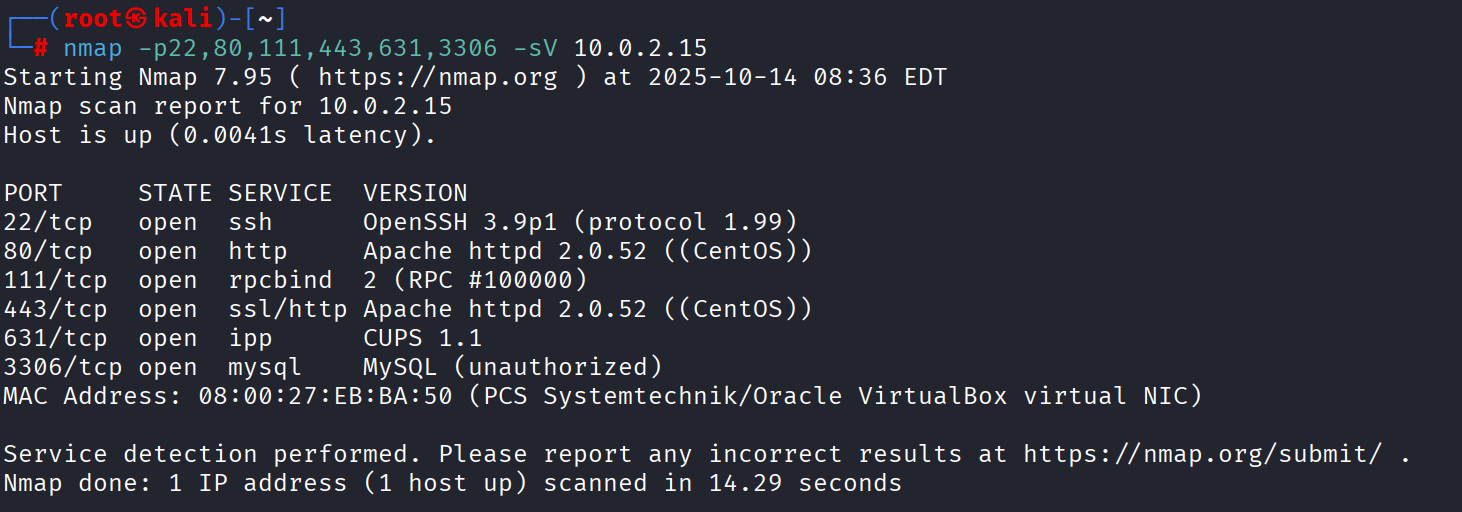 ┌──(root㉿kali)-[~]
└─# nmap -p22,80,111,443,631,3306 -sV 10.0.2.15
Starting Nmap 7.95 ( https://nmap.org ) at 2025-10-14 08:36 EDT
Nmap scan report for 10.0.2.15
Host is up (0.0041s latency).

PORT     STATE SERVICE  VERSION
22/tcp   open  ssh      OpenSSH 3.9p1 (protocol 1.99)
80/tcp   open  http     Apache httpd 2.0.52 ((CentOS))
111/tcp  open  rpcbind  2 (RPC #100000)
443/tcp  open  ssl/http Apache httpd 2.0.52 ((CentOS))
631/tcp  open  ipp      CUPS 1.1
3306/tcp open  mysql    MySQL (unauthorized)
MAC Address: 08:00:27:EB:BA:50 (PCS Systemtechnik/Oracle VirtualBox virtual NIC)

Service detection performed. Please report any incorrect results at https://nmap.org/submit/ .
Nmap done: 1 IP address (1 host up) scanned in 14.29 seconds